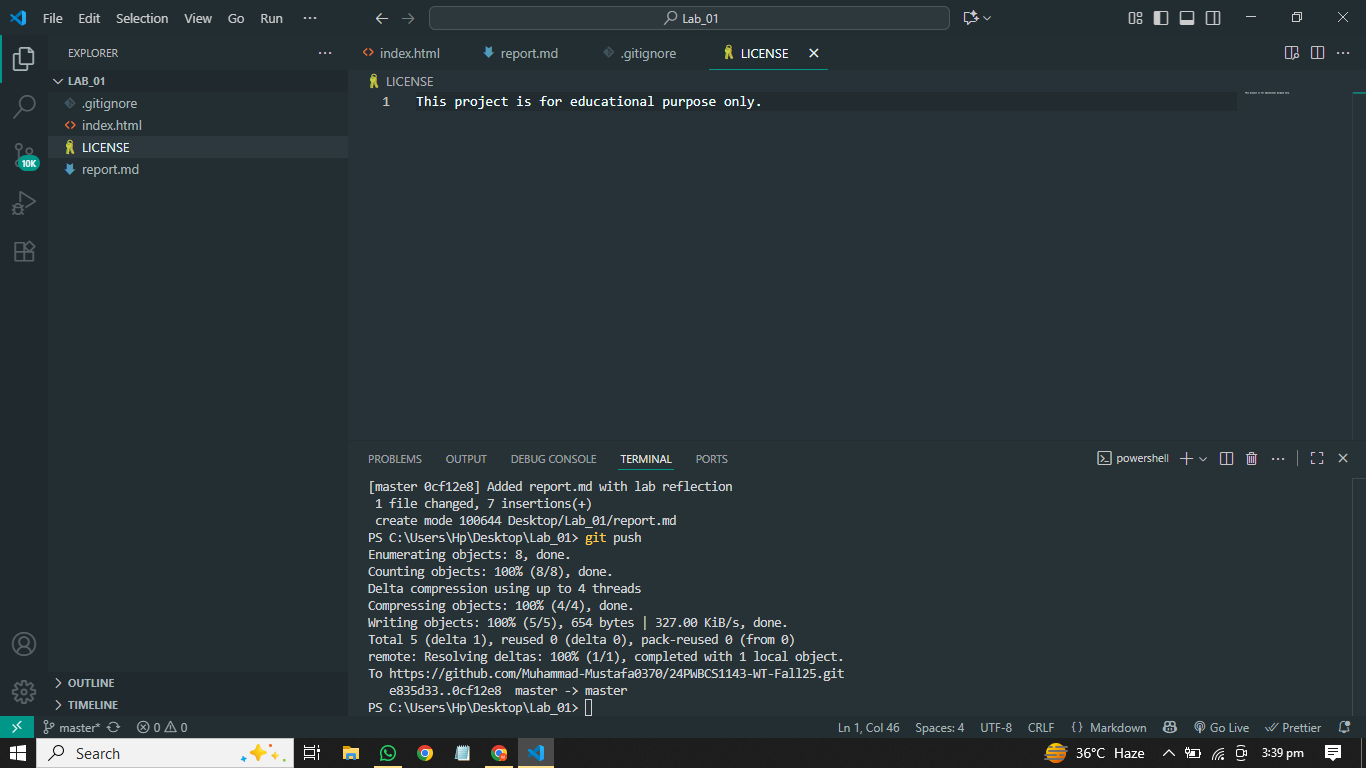 File Edit Selection View Go Run ··· Lab_01
EXPLORER ···
index.html report.md .gitignore LICENSE
LAB_01
LICENSE
.gitignore
1 This project is for educational purpose only.
index.html
LICENSE
10K
report.md
PROBLEMS OUTPUT DEBUG CONSOLE TERMINAL PORTS powershell
[master 0cf12e8] Added report.md with lab reflection
1 file changed, 7 insertions(+)
create mode 100644 Desktop/Lab_01/report.md
PS C:\Users\Hp\Desktop\Lab_01> git push
Enumerating objects: 8, done.
Counting objects: 100% (8/8), done.
Delta compression using up to 4 threads
Compressing objects: 100% (4/4), done.
Writing objects: 100% (5/5), 654 bytes | 327.00 KiB/s, done.
Total 5 (delta 1), reused 0 (delta 0), pack-reused 0 (from 0)
remote: Resolving deltas: 100% (1/1), completed with 1 local object.
To https://github.com/Muhammad-Mustafa0370/24PWBCS1143-WT-Fall25.git
e835d33..0cf12e8 master -> master
PS C:\Users\Hp\Desktop\Lab_01>
OUTLINE
TIMELINE
master* 0 0 Ln 1, Col 46 Spaces: 4 UTF-8 CRLF {} Markdown Go Live Prettier
Search 36°C Haze 3:39 pm